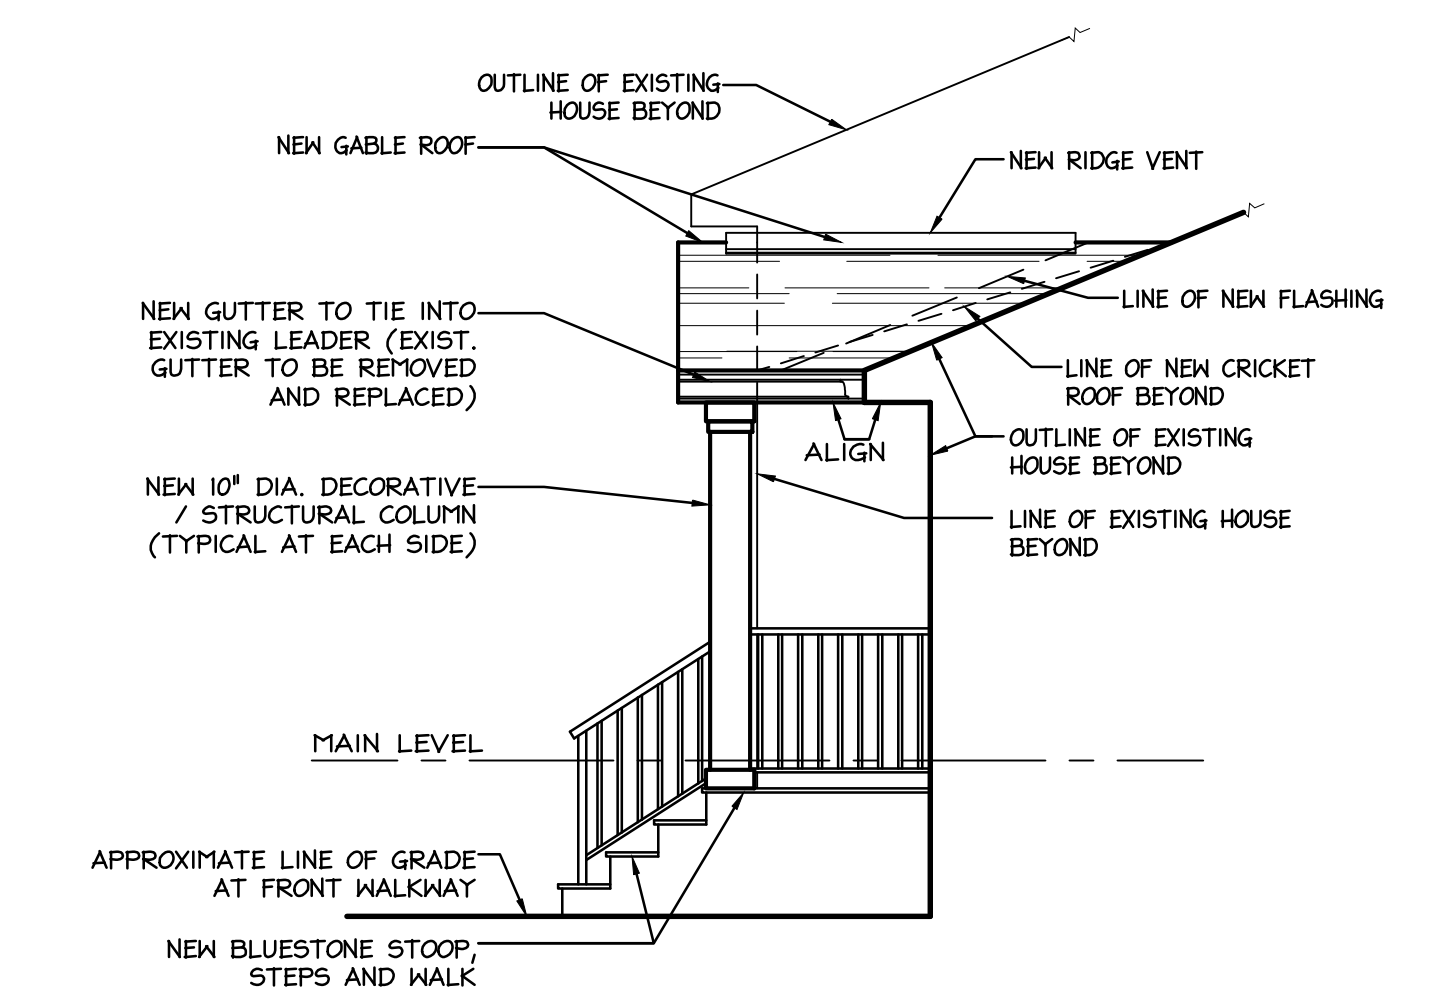 OUTLINE OF EXISTING
HOUSE BEYOND
NEW GABLE ROOF
NEW RIDGE VENT
NEW GUTTER TO TIE INTO
EXISTING LEADER (EXIST.
GUTTER TO BE REMOVED
AND REPLACED)
LINE OF NEW FLASHING
LINE OF NEW CRICKET
ROOF BEYOND
OUTLINE OF EXISTING
HOUSE BEYOND
ALIGN
NEW 10" DIA. DECORATIVE
/ STRUCTURAL COLUMN
(TYPICAL AT EACH SIDE)
LINE OF EXISTING HOUSE
BEYOND
MAIN LEVEL
APPROXIMATE LINE OF GRADE
AT FRONT WALKWAY
NEW BLUESTONE STOOP,
STEPS AND WALK